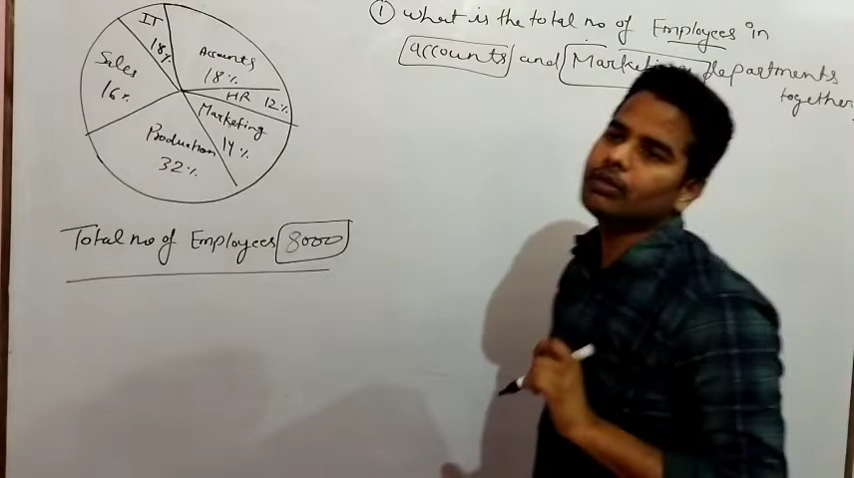 IT
18%
Accounts
18%
HR 12%
Sales
16%
Marketing
14%
Production
32%
Total no of Employees 8000
① What is the total no of Employees in
accounts and Marketing departments
together